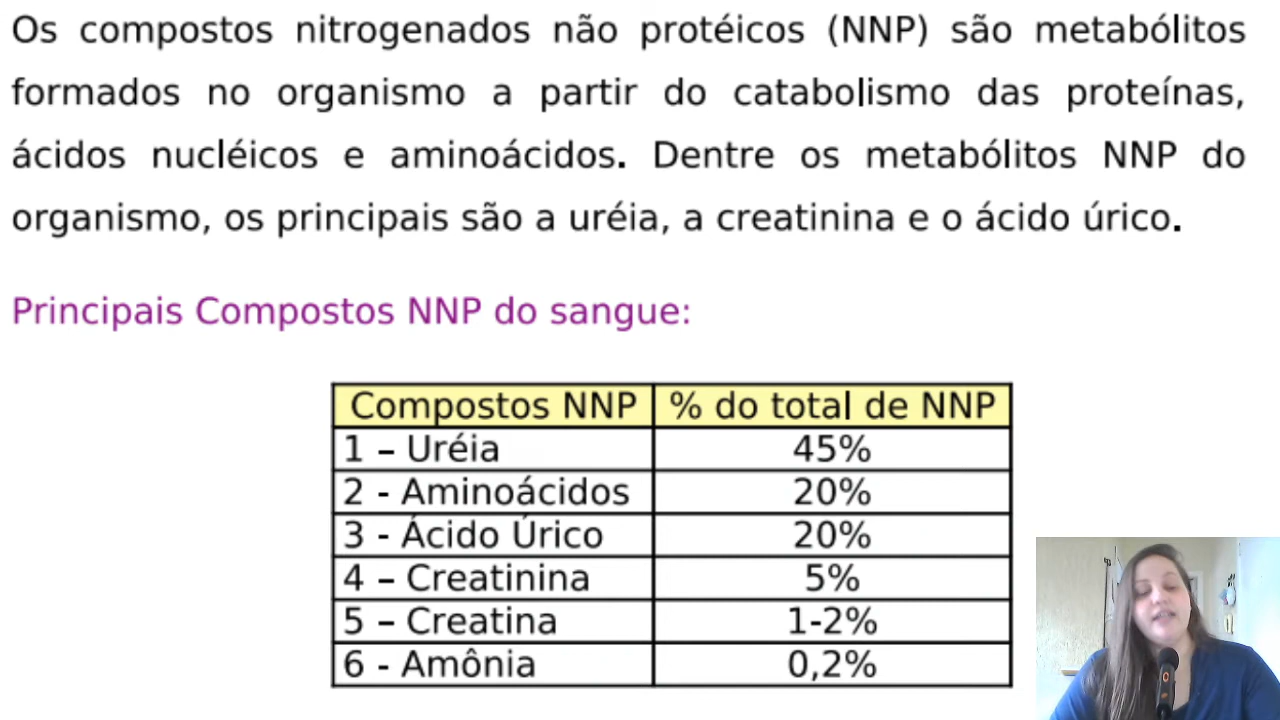 Os compostos nitrogenados não protéicos (NNP) são metabólitos
formados no organismo a partir do catabolismo das proteínas,
ácidos nucléicos e aminoácidos. Dentre os metabólitos NNP do
organismo, os principais são a uréia, a creatinina e o ácido úrico.
Principais Compostos NNP do sangue:
Compostos NNP % do total de NNP
1 – Uréia 45%
2 - Aminoácidos 20%
3 - Ácido Úrico 20%
4 – Creatinina 5%
5 – Creatina 1-2%
6 - Amônia 0,2%